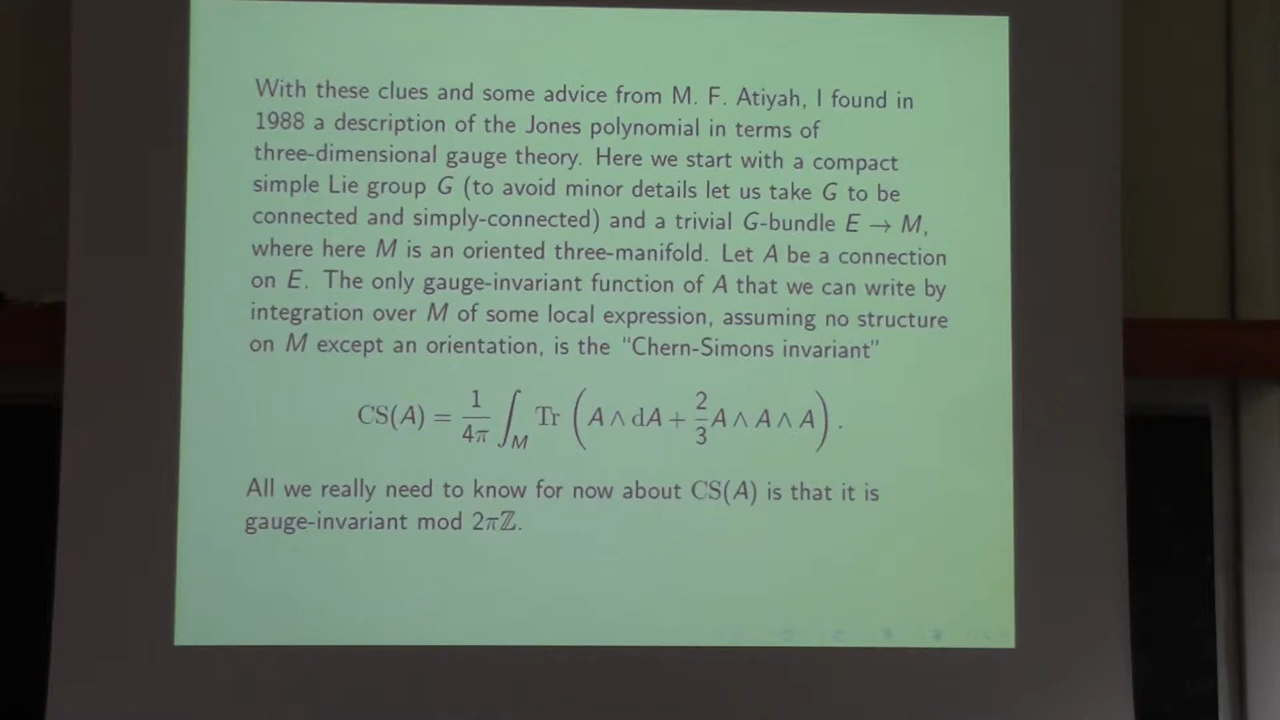 With these clues and some advice from M. F. Atiyah, I found in
1988 a description of the Jones polynomial in terms of
three-dimensional gauge theory. Here we start with a compact
simple Lie group G (to avoid minor details let us take G to be
connected and simply-connected) and a trivial G-bundle E → M,
where here M is an oriented three-manifold. Let A be a connection
on E. The only gauge-invariant function of A that we can write by
integration over M of some local expression, assuming no structure
on M except an orientation, is the “Chern-Simons invariant”
CS(A) = 1/4π ∫_M Tr (A ∧ dA + 2/3 A ∧ A ∧ A).
All we really need to know for now about CS(A) is that it is
gauge-invariant mod 2πℤ.